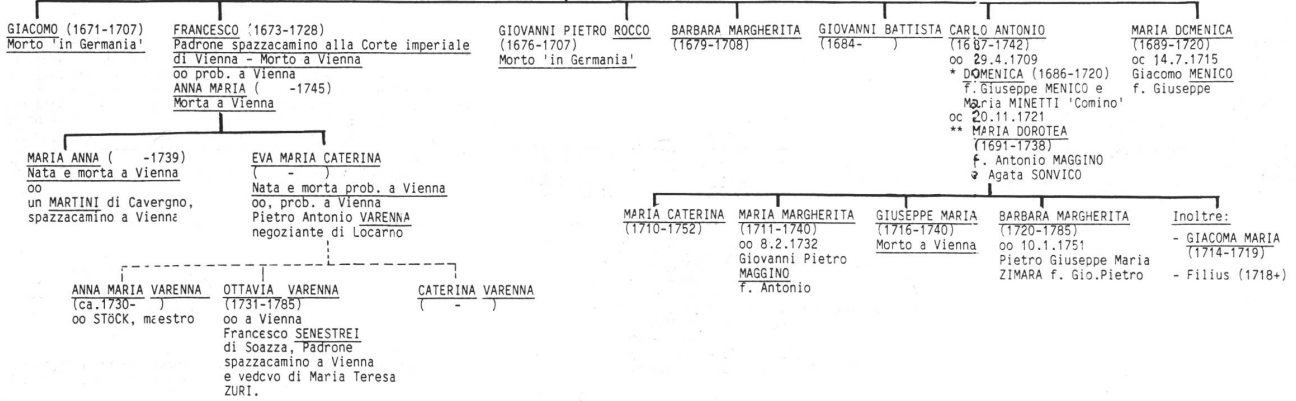 GIACOMO (1671-1707)
Morto 'in Germania'
FRANCESCO (1673-1728)
Padrone spazzacamino alla Corte imperiale
di Vienna - Morto a Vienna
oo prob. a Vienna
ANNA MARIA (     -1745)
Morta a Vienna
GIOVANNI PIETRO ROCCO
(1676-1707)
Morto 'in Germania'
BARBARA MARGHERITA
(1679-1708)
GIOVANNI BATTISTA
(1684-     )
CARLO ANTONIO
(1687-1742)
oo 29.4.1709
* DOMENICA (1686-1720)
f. Giuseppe MENICO e
Maria MINETTI 'Comino'
oc 20.11.1721
** MARIA DOROTEA
(1691-1738)
f. Antonio MAGGINO
e Agata SONVICO
MARIA DOMENICA
(1689-1720)
oc 14.7.1715
Giacomo MENICO
f. Giuseppe
MARIA ANNA (     -1739)
Nata e morta a Vienna
oo
un MARTINI di Cavergno,
spazzacamino a Vienna
EVA MARIA CATERINA
(   -   )
Nata e morta prob. a Vienna
oo, prob. a Vienna
Pietro Antonio VARENNA
negoziante di Locarno
MARIA CATERINA
(1710-1752)
MARIA MARGHERITA
(1711-1740)
oo 8.2.1732
Giovanni Pietro
MAGGINO
f. Antonio
GIUSEPPE MARIA
(1716-1740)
Morto a Vienna
BARBARA MARGHERITA
(1720-1785)
oo 10.1.1751
Pietro Giuseppe Maria
ZIMARA f. Gio.Pietro
Inoltre:
- GIACOMA MARIA
(1714-1719)
- Filius (1718+)
ANNA MARIA VARENNA
(ca.1730-     )
oo STöCK, maestro
OTTAVIA VARENNA
(1731-1785)
oo a Vienna
Francesco SENESTREI
di Soazza, Padrone
spazzacamino a Vienna
e vedovo di Maria Teresa
ZURI.
CATERINA VARENNA
(   -   )